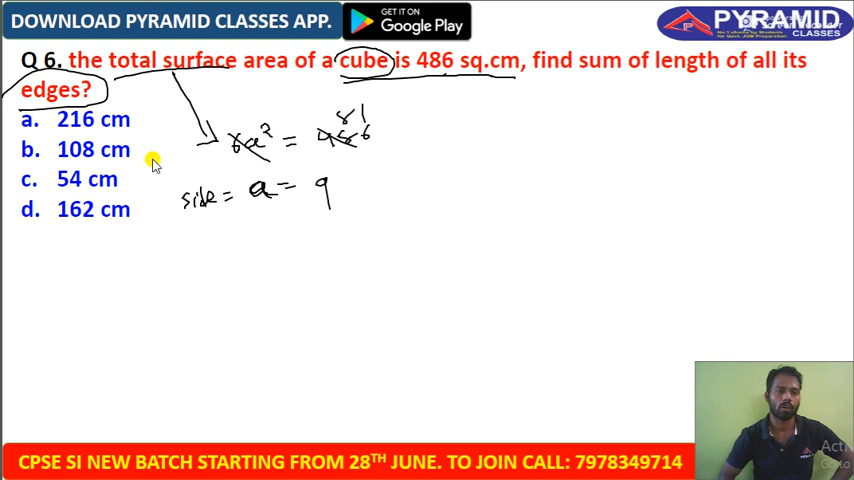 DOWNLOAD PYRAMID CLASSES APP.
GET IT ON
Google Play
PYRAMID
CLASSES
Q 6. the total surface area of a cube is 486 sq.cm, find sum of length of all its
edges?
a. 216 cm
b. 108 cm
c. 54 cm
d. 162 cm
81
6a² = 486
side = a = 9
CPSE SI NEW BATCH STARTING FROM 28TH JUNE. TO JOIN CALL: 7978349714